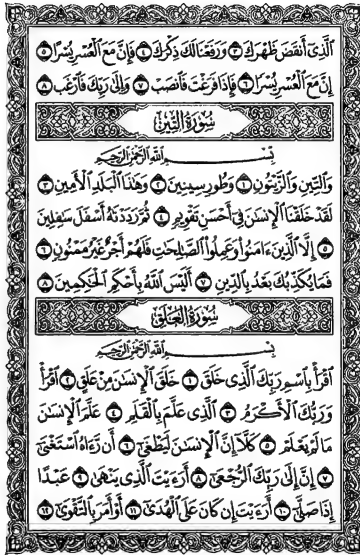 ٱلَّذِىٓ أَنقَضَ ظَهْرَكَ ٣ وَرَفَعْنَا لَكَ ذِكْرَكَ ٤ فَإِنَّ مَعَ ٱلْعُسْرِ يُسْرًا ٥
إِنَّ مَعَ ٱلْعُسْرِ يُسْرًا ٦ فَإِذَا فَرَغْتَ فَٱنصَبْ ٧ وَإِلَىٰ رَبِّكَ فَٱرْغَب ٨
سُورَةُ التِّينِ
بِسْمِ ٱللَّهِ ٱلرَّحْمَٰنِ ٱلرَّحِيمِ
وَٱلتِّينِ وَٱلزَّيْتُونِ ١ وَطُورِ سِينِينَ ٢ وَهَٰذَا ٱلْبَلَدِ ٱلْأَمِينِ ٣
لَقَدْ خَلَقْنَا ٱلْإِنسَٰنَ فِىٓ أَحْسَنِ تَقْوِيمٍ ٤ ثُمَّ رَدَدْنَٰهُ أَسْفَلَ سَٰفِلِينَ
٥ إِلَّا ٱلَّذِينَ ءَامَنُوا۟ وَعَمِلُوا۟ ٱلصَّٰلِحَٰتِ فَلَهُمْ أَجْرٌ غَيْرُ مَمْنُونٍ ٦
فَمَا يُكَذِّبُكَ بَعْدُ بِٱلدِّينِ ٧ أَلَيْسَ ٱللَّهُ بِأَحْكَمِ ٱلْحَٰكِمِينَ ٨
سُورَةُ العَلَقِ
بِسْمِ ٱللَّهِ ٱلرَّحْمَٰنِ ٱلرَّحِيمِ
ٱقْرَأْ بِٱسْمِ رَبِّكَ ٱلَّذِى خَلَقَ ١ خَلَقَ ٱلْإِنسَٰنَ مِنْ عَلَقٍ ٢ ٱقْرَأْ
وَرَبُّكَ ٱلْأَكْرَمُ ٣ ٱلَّذِى عَلَّمَ بِٱلْقَلَمِ ٤ عَلَّمَ ٱلْإِنسَٰنَ
مَا لَمْ يَعْلَمْ ٥ كَلَّآ إِنَّ ٱلْإِنسَٰنَ لَيَطْغَىٰٓ ٦ أَن رَّءَاهُ ٱسْتَغْنَىٰٓ
٧ إِنَّ إِلَىٰ رَبِّكَ ٱلرُّجْعَىٰٓ ٨ أَرَءَيْتَ ٱلَّذِى يَنْهَىٰ ٩ عَبْدًا
إِذَا صَلَّىٰٓ ١٠ أَرَءَيْتَ إِن كَانَ عَلَى ٱلْهُدَىٰٓ ١١ أَوْ أَمَرَ بِٱلتَّقْوَىٰٓ ١٢